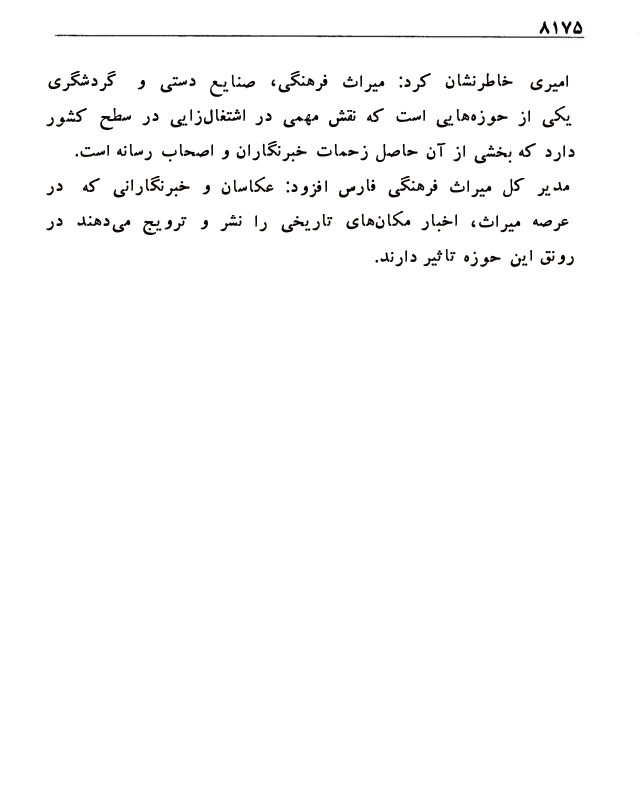 ۸۱۷۵
امیری خاطرنشان کرد: میراث فرهنگی، صنایع دستی و گردشگری
یکی از حوزه‌هایی است که نقش مهمی در اشتغال‌زایی در سطح کشور
دارد که بخشی از آن حاصل زحمات خبرنگاران و اصحاب رسانه است.
مدیر کل میراث فرهنگی فارس افزود: عکاسان و خبرنگارانی که در
عرصه میراث، اخبار مکان‌های تاریخی را نشر و ترویج می‌دهند در
رونق این حوزه تاثیر دارند.